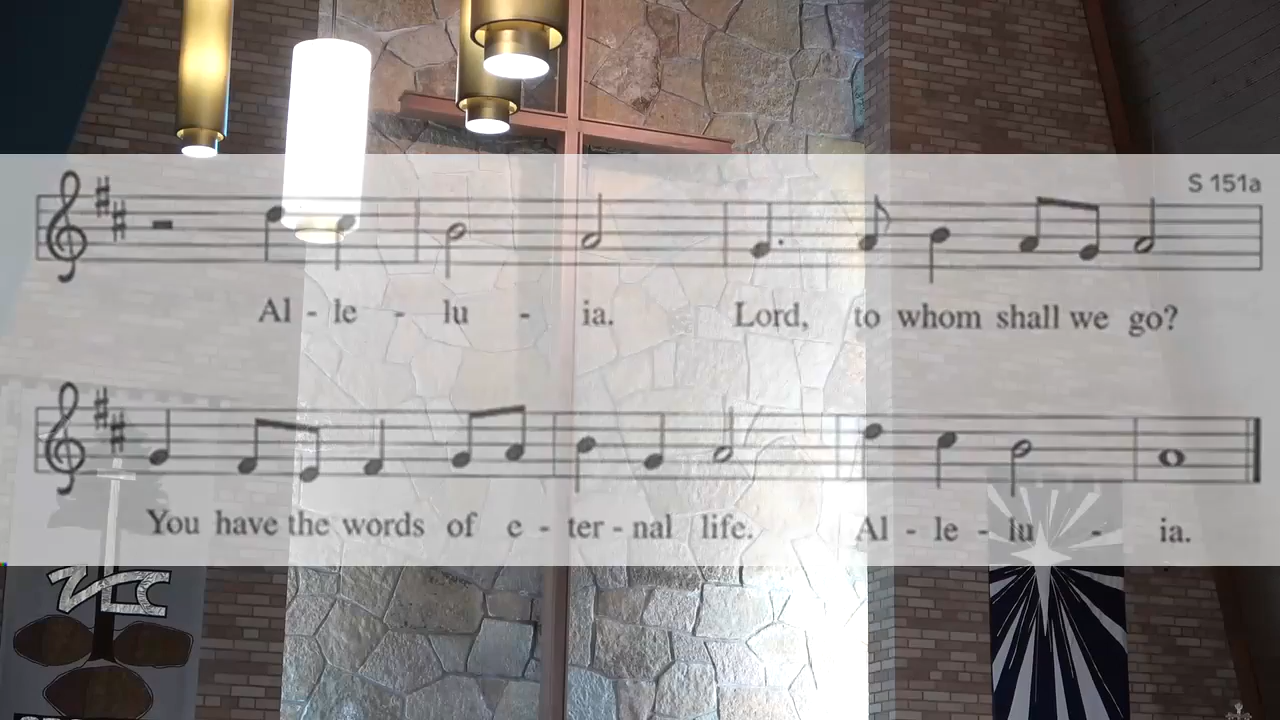 S 151a
Al - le - lu - ia. Lord, to whom shall we go?
You have the words of e - ter - nal life. Al - le - lu - ia.